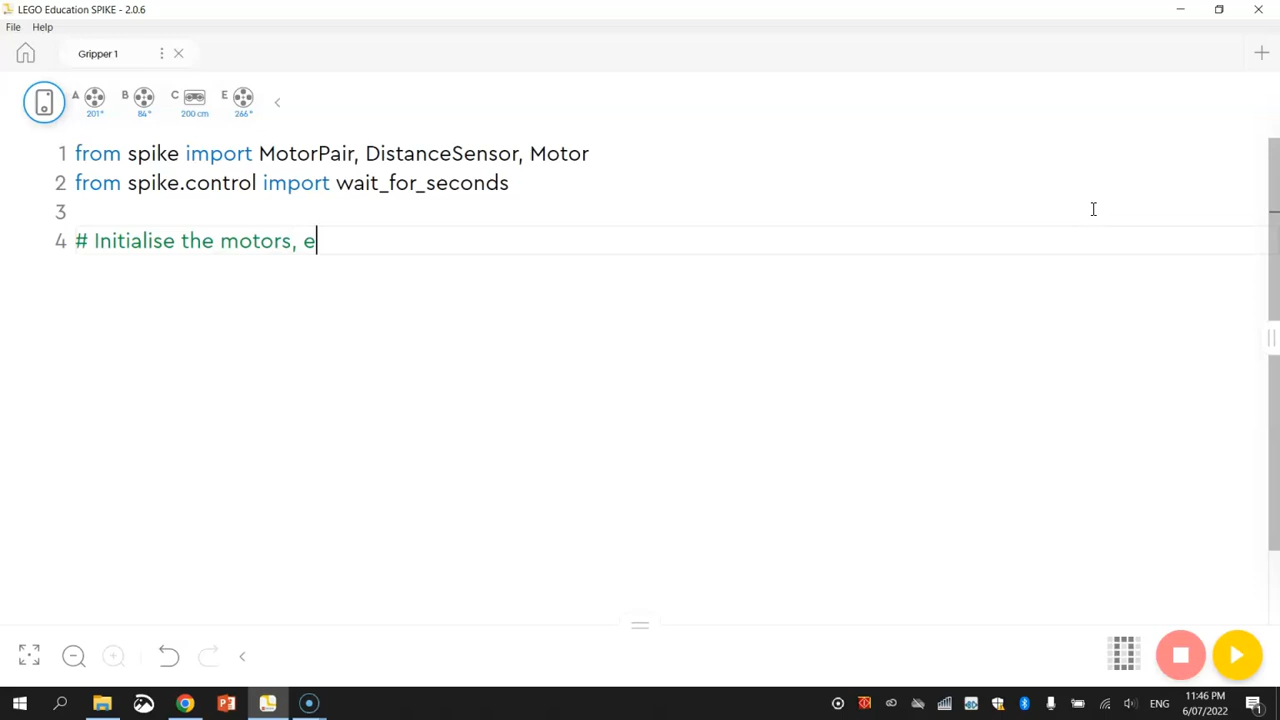 LEGO Education SPIKE - 2.0.6
File Help
Gripper 1
A B C E
201° 84° 200 cm 266°
1 from spike import MotorPair, DistanceSensor, Motor
2 from spike.control import wait_for_seconds
3
4 # Initialise the motors, e
ENG
11:46 PM
6/07/2022
1